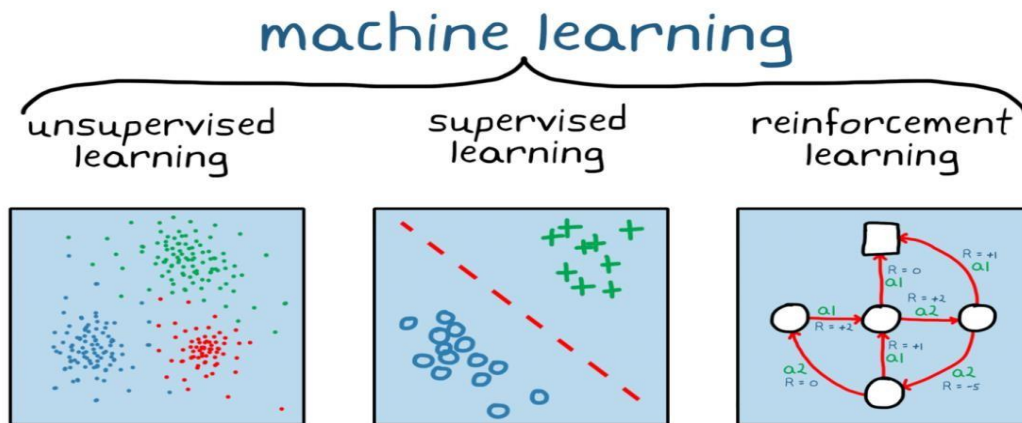 machine learning
unsupervised
learning
supervised
learning
reinforcement
learning
R = +1
a1
R = 0
a1
R = +2
a1
a2
R = +2
R = +1
a1
a2
R = 0
a2
R = -5